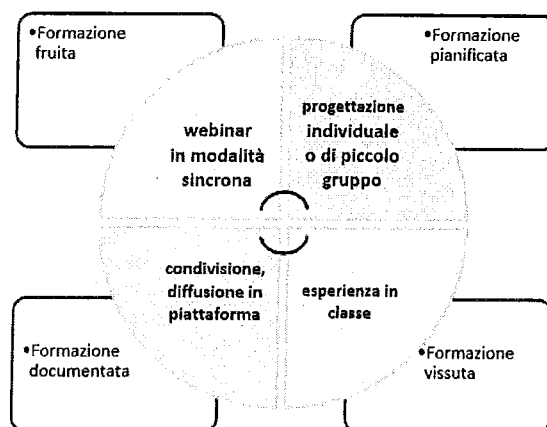 •Formazione
fruita
•Formazione
pianificata
webinar
in modalità
sincrona
progettazione
individuale
o di piccolo
gruppo
condivisione,
diffusione in
piattaforma
esperienza in
classe
•Formazione
documentata
•Formazione
vissuta